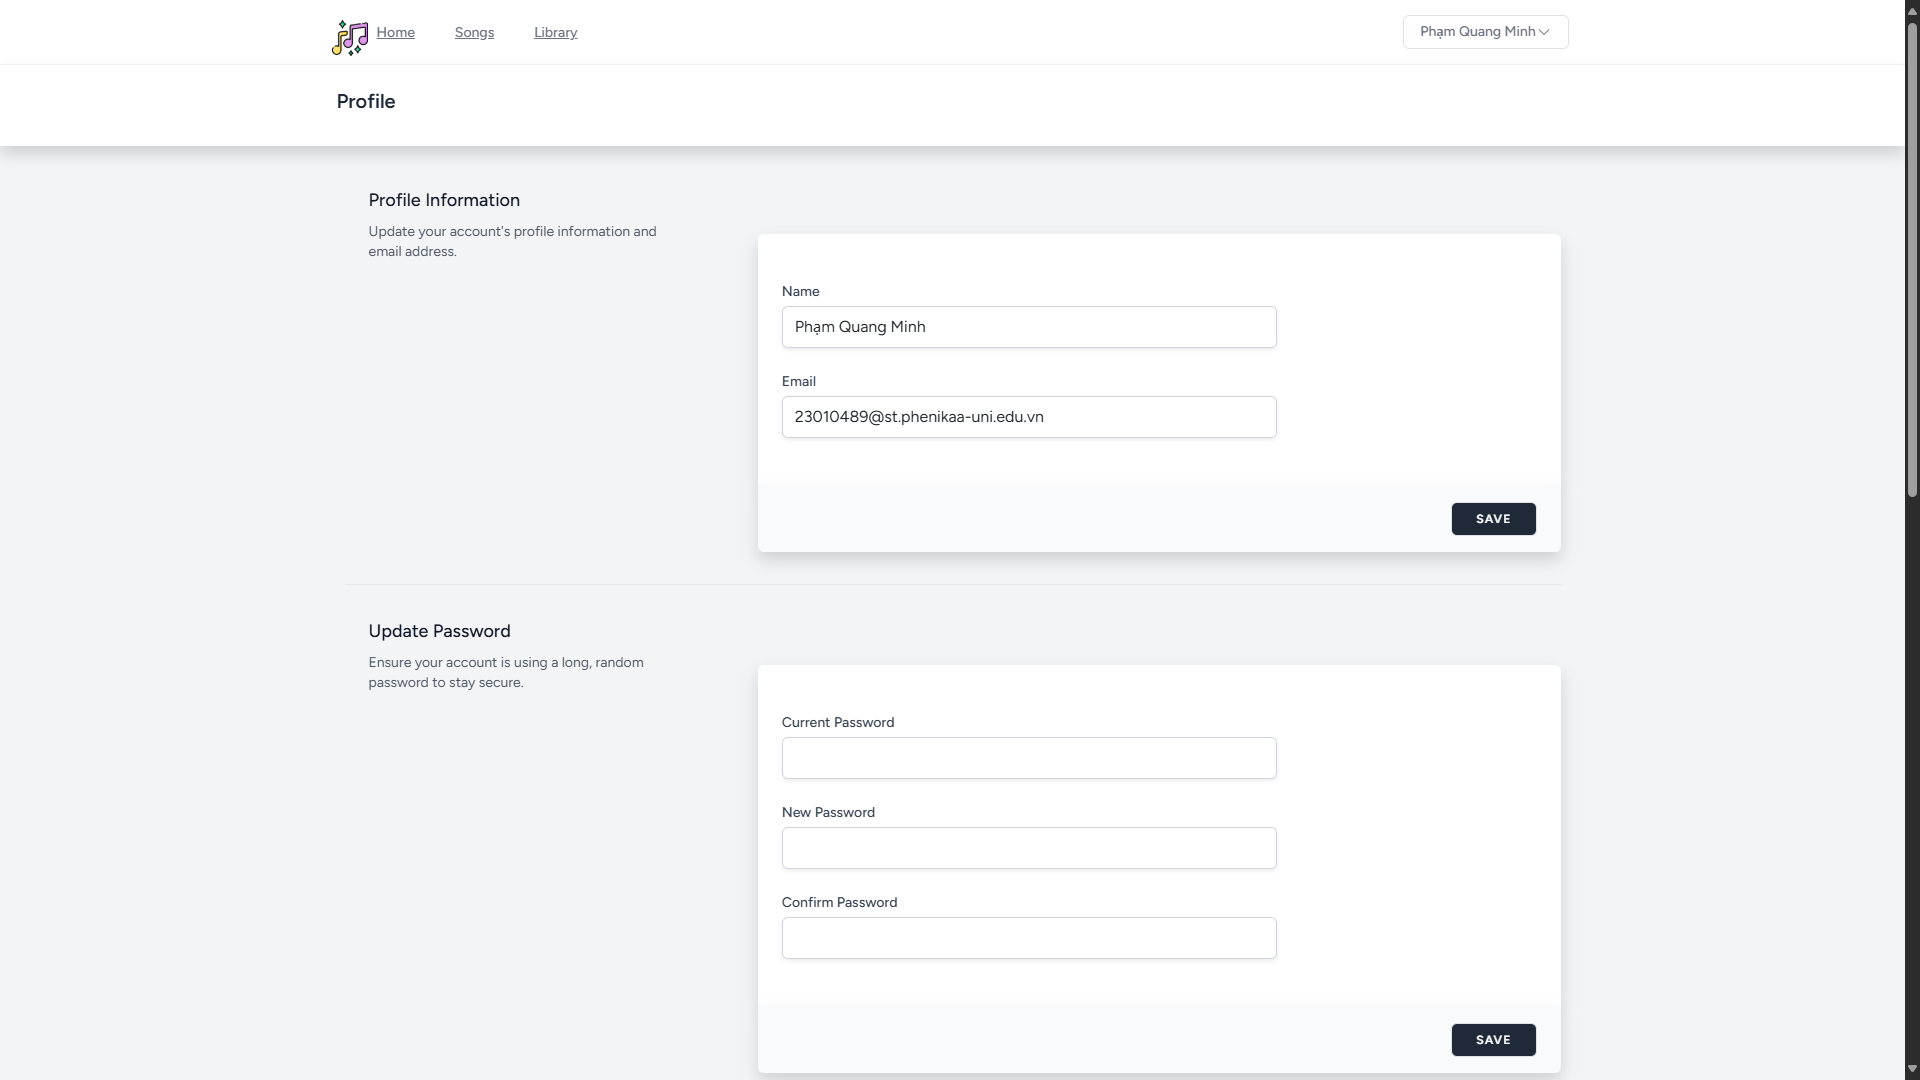 Home
Songs
Library
Phạm Quang Minh
Profile
Profile Information
Update your account's profile information and
email address.
Name
Phạm Quang Minh
Email
23010489@st.phenikaa-uni.edu.vn
SAVE
Update Password
Ensure your account is using a long, random
password to stay secure.
Current Password
New Password
Confirm Password
SAVE